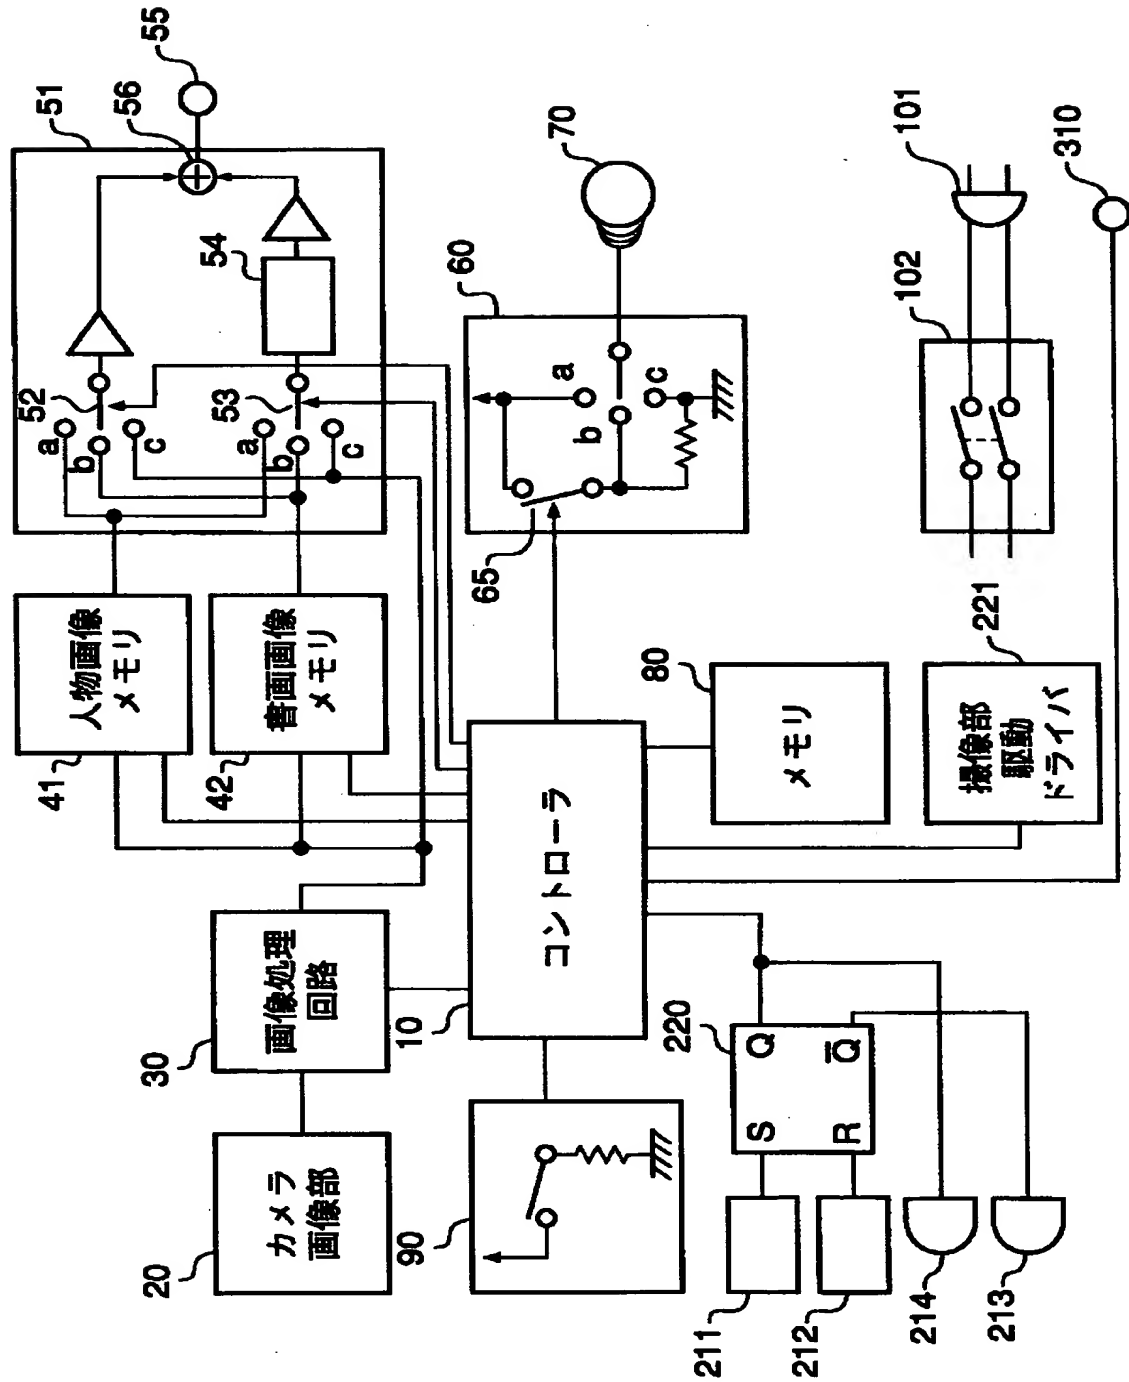 カメラ
画像部
20
画像処理
回路
30
人物画像
メモリ
41
書画画像
メモリ
42
51
52
a
b
c
53
a
b
c
54
55
56
コントローラ
10
90
60
65
a
b
c
70
メモリ
80
撮像部
駆動
ドライバ
221
102
101
310
S
R
Q
Q̅
220
211
212
214
213